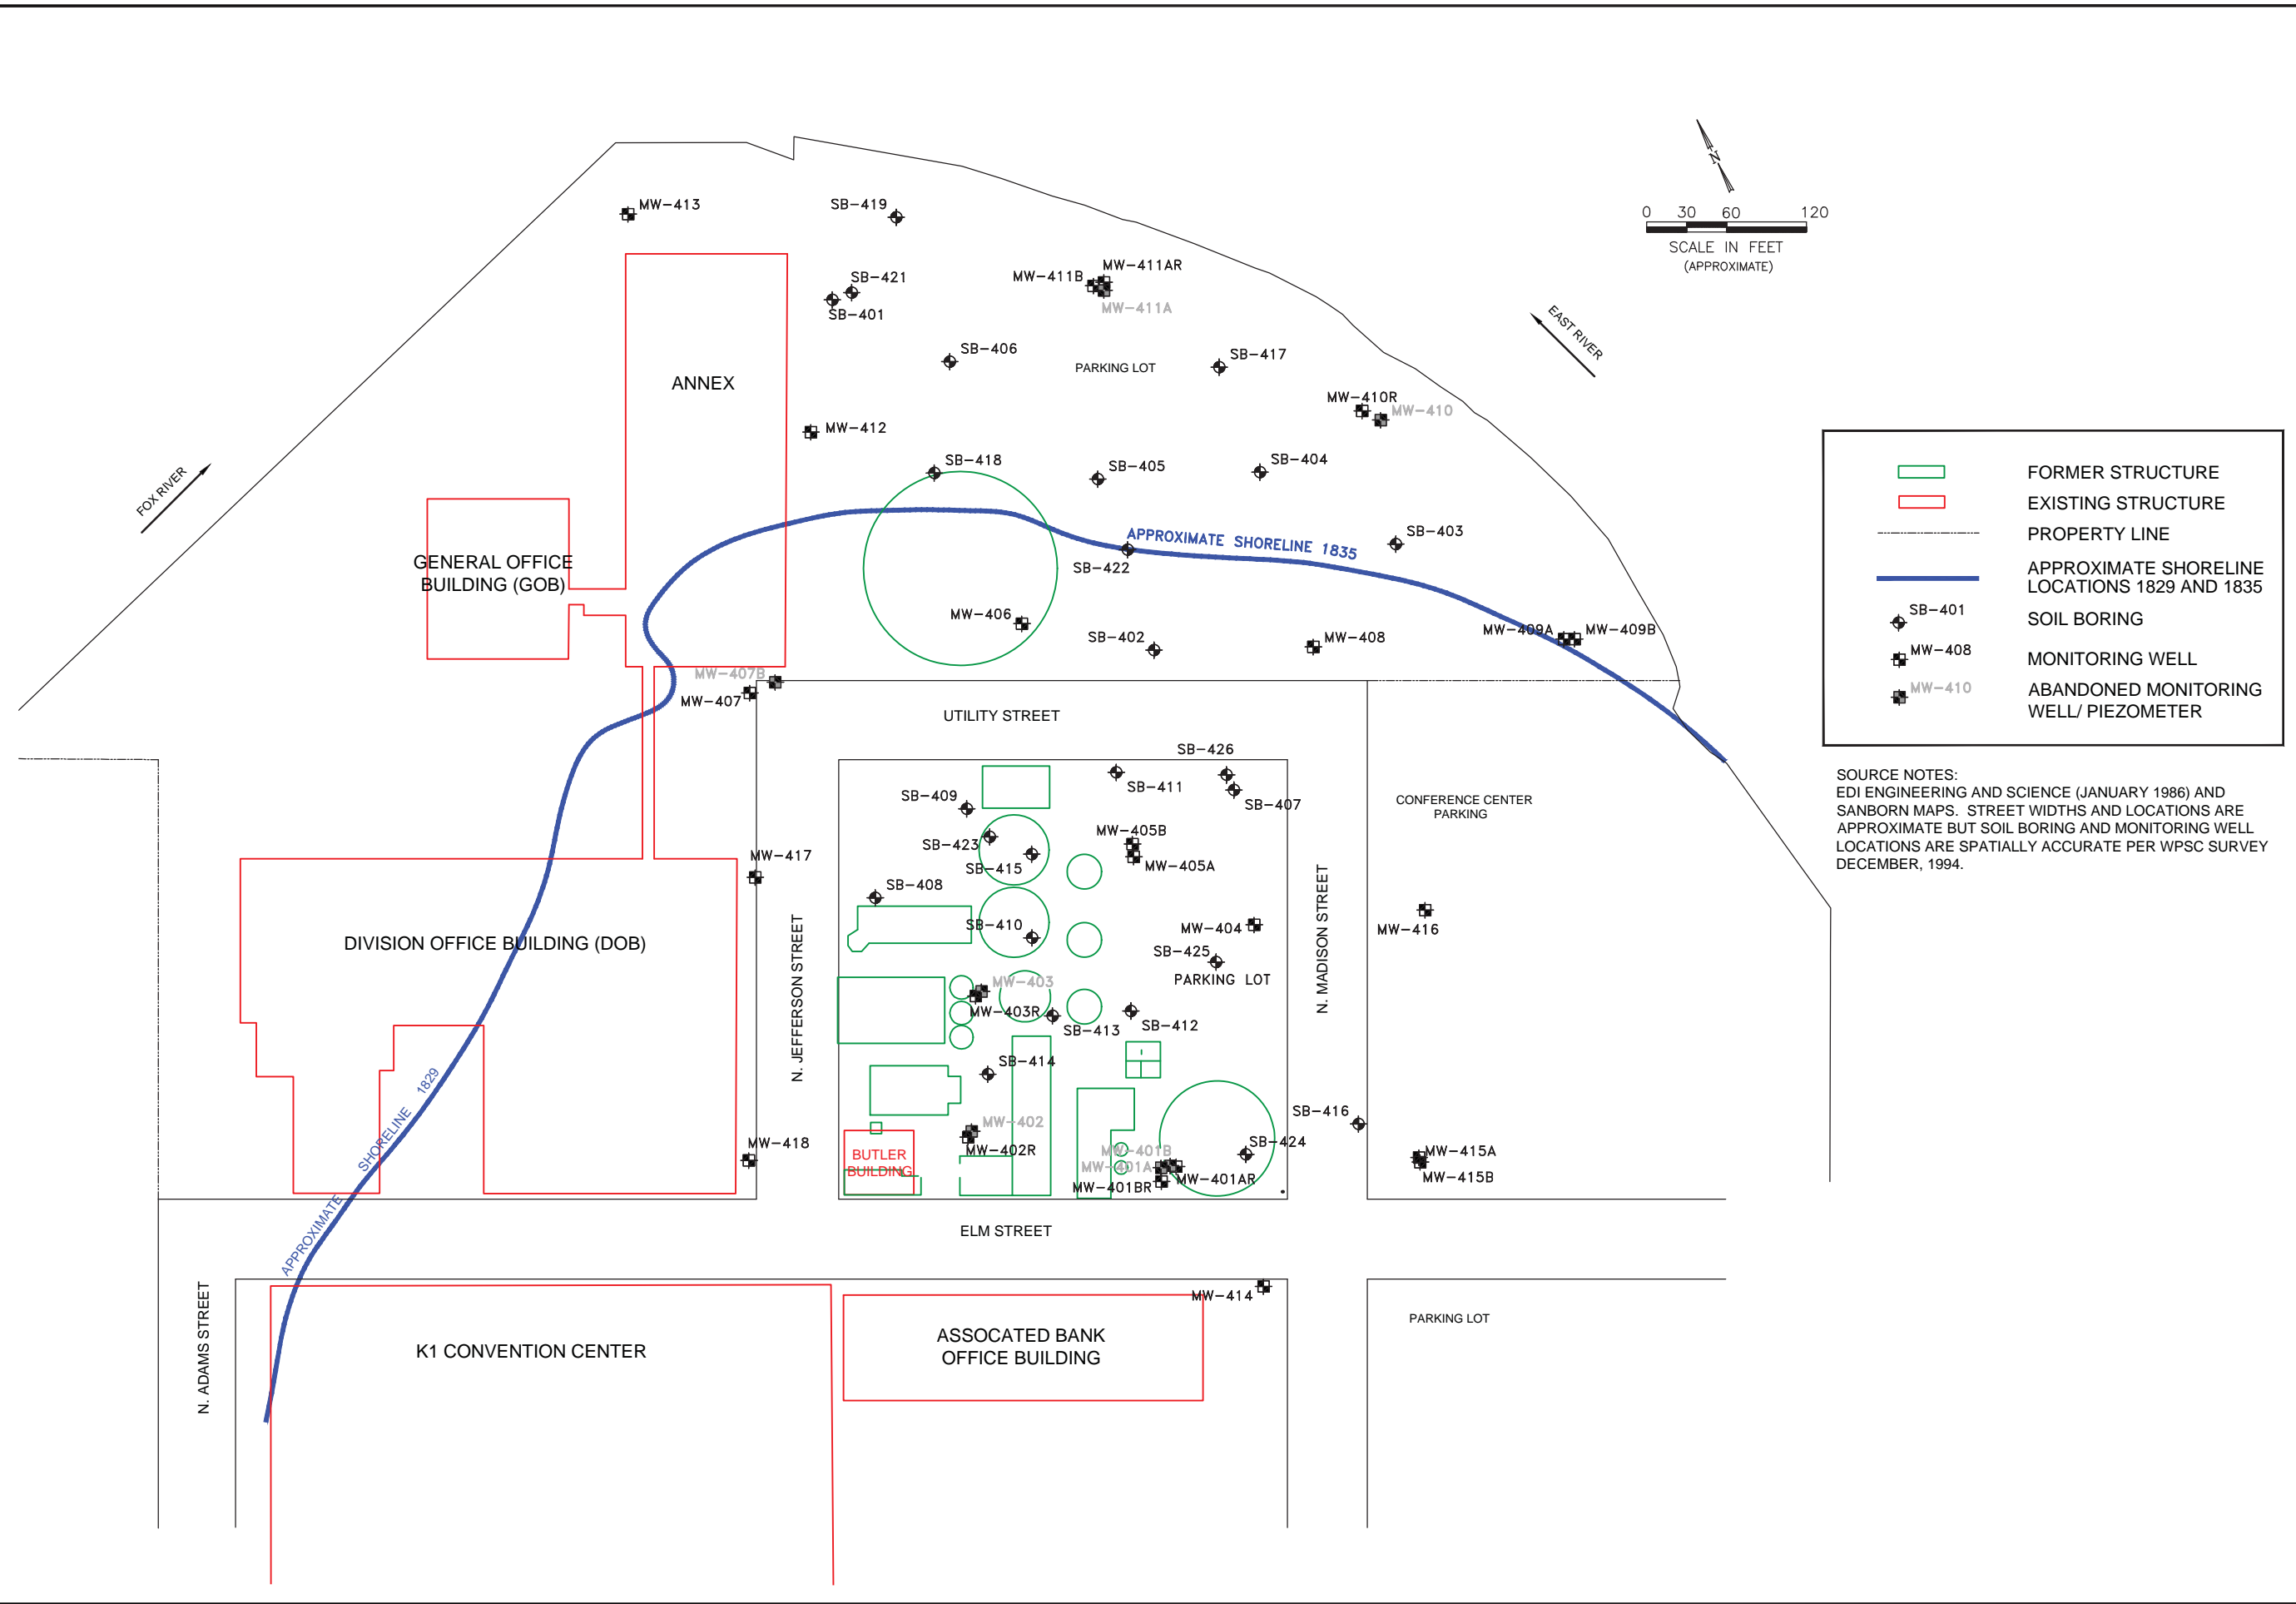 MW-413
SB-419
N
0 30 60 120
SCALE IN FEET
(APPROXIMATE)
MW-411B
MW-411AR
MW-411A
SB-421
SB-401
EAST RIVER
SB-406
PARKING LOT
SB-417
ANNEX
MW-410R
MW-410
MW-412
SB-418
SB-405
SB-404
FOX RIVER
FORMER STRUCTURE
EXISTING STRUCTURE
PROPERTY LINE
APPROXIMATE SHORELINE
LOCATIONS 1829 AND 1835
SB-401
SOIL BORING
MW-408
MONITORING WELL
MW-410
ABANDONED MONITORING
WELL/ PIEZOMETER
APPROXIMATE SHORELINE 1835
SB-403
GENERAL OFFICE
BUILDING (GOB)
SB-422
MW-406
SB-402
MW-408
MW-409A
MW-409B
MW-407B
MW-407
UTILITY STREET
SB-426
SB-411
SB-407
SB-409
CONFERENCE CENTER
PARKING
SOURCE NOTES:
EDI ENGINEERING AND SCIENCE (JANUARY 1986) AND
SANBORN MAPS. STREET WIDTHS AND LOCATIONS ARE
APPROXIMATE BUT SOIL BORING AND MONITORING WELL
LOCATIONS ARE SPATIALLY ACCURATE PER WPSC SURVEY
DECEMBER, 1994.
MW-405B
MW-405A
SB-423
SB-415
MW-417
SB-408
SB-410
MW-404
MW-416
SB-425
PARKING LOT
N. MADISON STREET
N. JEFFERSON STREET
DIVISION OFFICE BUILDING (DOB)
MW-403
MW-403R
SB-413
SB-412
SB-414
SB-416
MW-402
MW-402R
MW-418
BUTLER
BUILDING
MW-401B
MW-401A
MW-401AR
MW-401BR
SB-424
MW-415A
MW-415B
APPROXIMATE SHORELINE 1829
ELM STREET
MW-414
N. ADAMS STREET
K1 CONVENTION CENTER
ASSOCATED BANK
OFFICE BUILDING
PARKING LOT